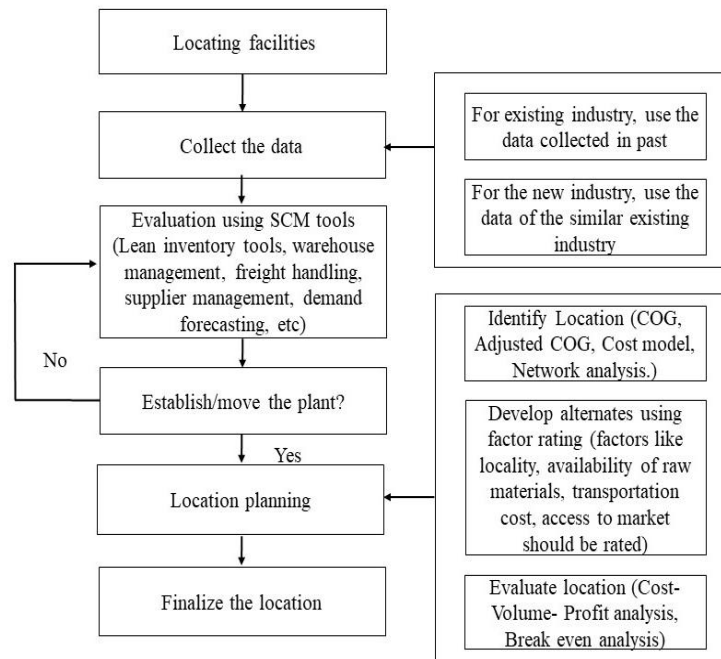 Locating facilities
Collect the data
For existing industry, use the
data collected in past
For the new industry, use the
data of the similar existing
industry
Evaluation using SCM tools
(Lean inventory tools, warehouse
management, freight handling,
supplier management, demand
forecasting, etc)
No
Establish/move the plant?
Yes
Location planning
Finalize the location
Identify Location (COG,
Adjusted COG, Cost model,
Network analysis.)
Develop alternates using
factor rating (factors like
locality, availability of raw
materials, transportation
cost, access to market
should be rated)
Evaluate location (Cost-
Volume- Profit analysis,
Break even analysis)